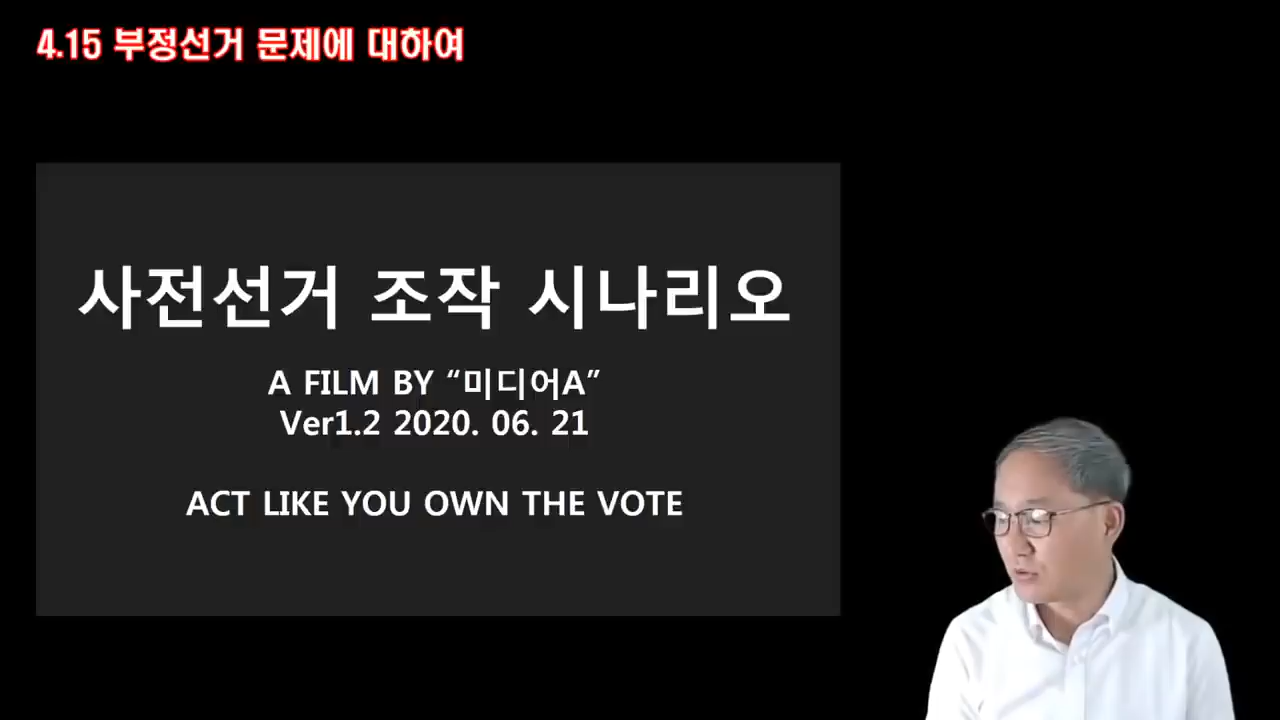 4.15 부정선거 문제에 대하여
사전선거 조작 시나리오
A FILM BY “미디어A”
Ver1.2 2020. 06. 21
ACT LIKE YOU OWN THE VOTE